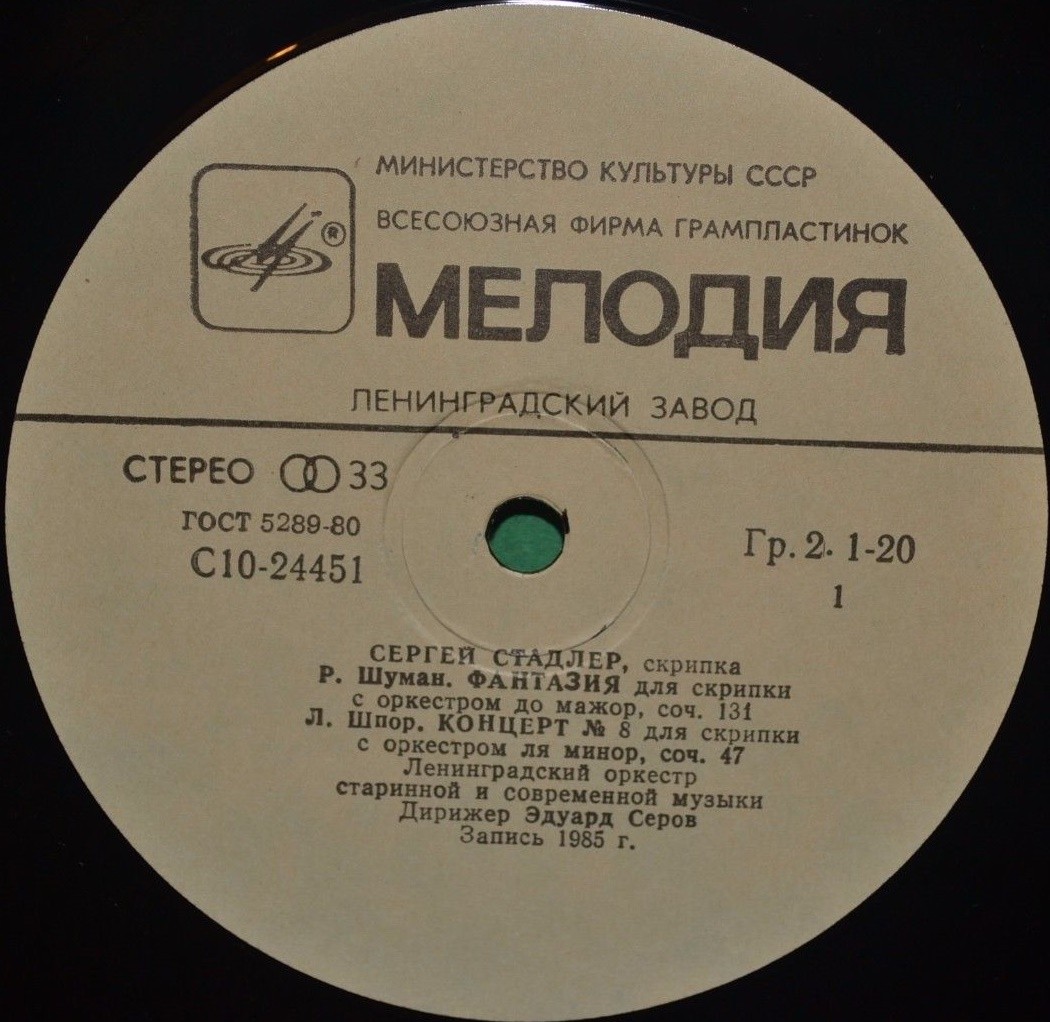 МИНИСТЕРСТВО КУЛЬТУРЫ СССР
ВСЕСОЮЗНАЯ ФИРМА ГРАМПЛАСТИНОК
®
МЕЛОДИЯ
ЛЕНИНГРАДСКИЙ ЗАВОД
СТЕРЕО 33
ГОСТ 5289-80
С10-24451
Гр. 2. 1-20
1
СЕРГЕЙ СТАДЛЕР, скрипка
Р. Шуман. ФАНТАЗИЯ для скрипки
с оркестром до мажор, соч. 131
Л. Шпор. КОНЦЕРТ № 8 для скрипки
с оркестром ля минор, соч. 47
Ленинградский оркестр
старинной и современной музыки
Дирижер Эдуард Серов
Запись 1985 г.